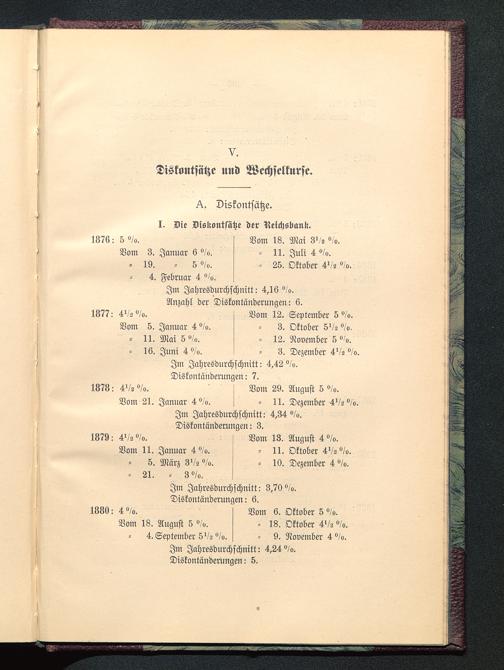 V.
Diskontsätze und Wechselkurse.
A. Diskontsätze.
I. Die Diskontsätze der Reichsbank.
1876: 5 %.
Vom 3. Januar 6 %.
" 19. " 5 %.
" 4. Februar 4 %.
Vom 18. Mai 3½ %.
" 11. Juli 4 %.
" 25. Oktober 4½ %.
Im Jahresdurchschnitt: 4,16 %.
Anzahl der Diskontänderungen: 6.
1877: 4½ %.
Vom 5. Januar 4 %.
" 11. Mai 5 %.
" 16. Juni 4 %.
Vom 12. September 5 %.
" 3. Oktober 5½ %.
" 12. November 5 %.
" 3. Dezember 4½ %.
Im Jahresdurchschnitt: 4,42 %.
Diskontänderungen: 7.
1878: 4½ %.
Vom 21. Januar 4 %.
Vom 29. August 5 %.
" 11. Dezember 4½ %.
Im Jahresdurchschnitt: 4,34 %.
Diskontänderungen: 3.
1879: 4½ %.
Vom 11. Januar 4 %.
" 5. März 3½ %.
" 21. " 3 %.
Vom 13. August 4 %.
" 11. Oktober 4½ %.
" 10. Dezember 4 %.
Im Jahresdurchschnitt: 3,70 %.
Diskontänderungen: 6.
1880: 4 %.
Vom 18. August 5 %.
" 4. September 5½ %.
Vom 6. Oktober 5 %.
" 18. Oktober 4½ %.
" 9. November 4 %.
Im Jahresdurchschnitt: 4,24 %.
Diskontänderungen: 5.